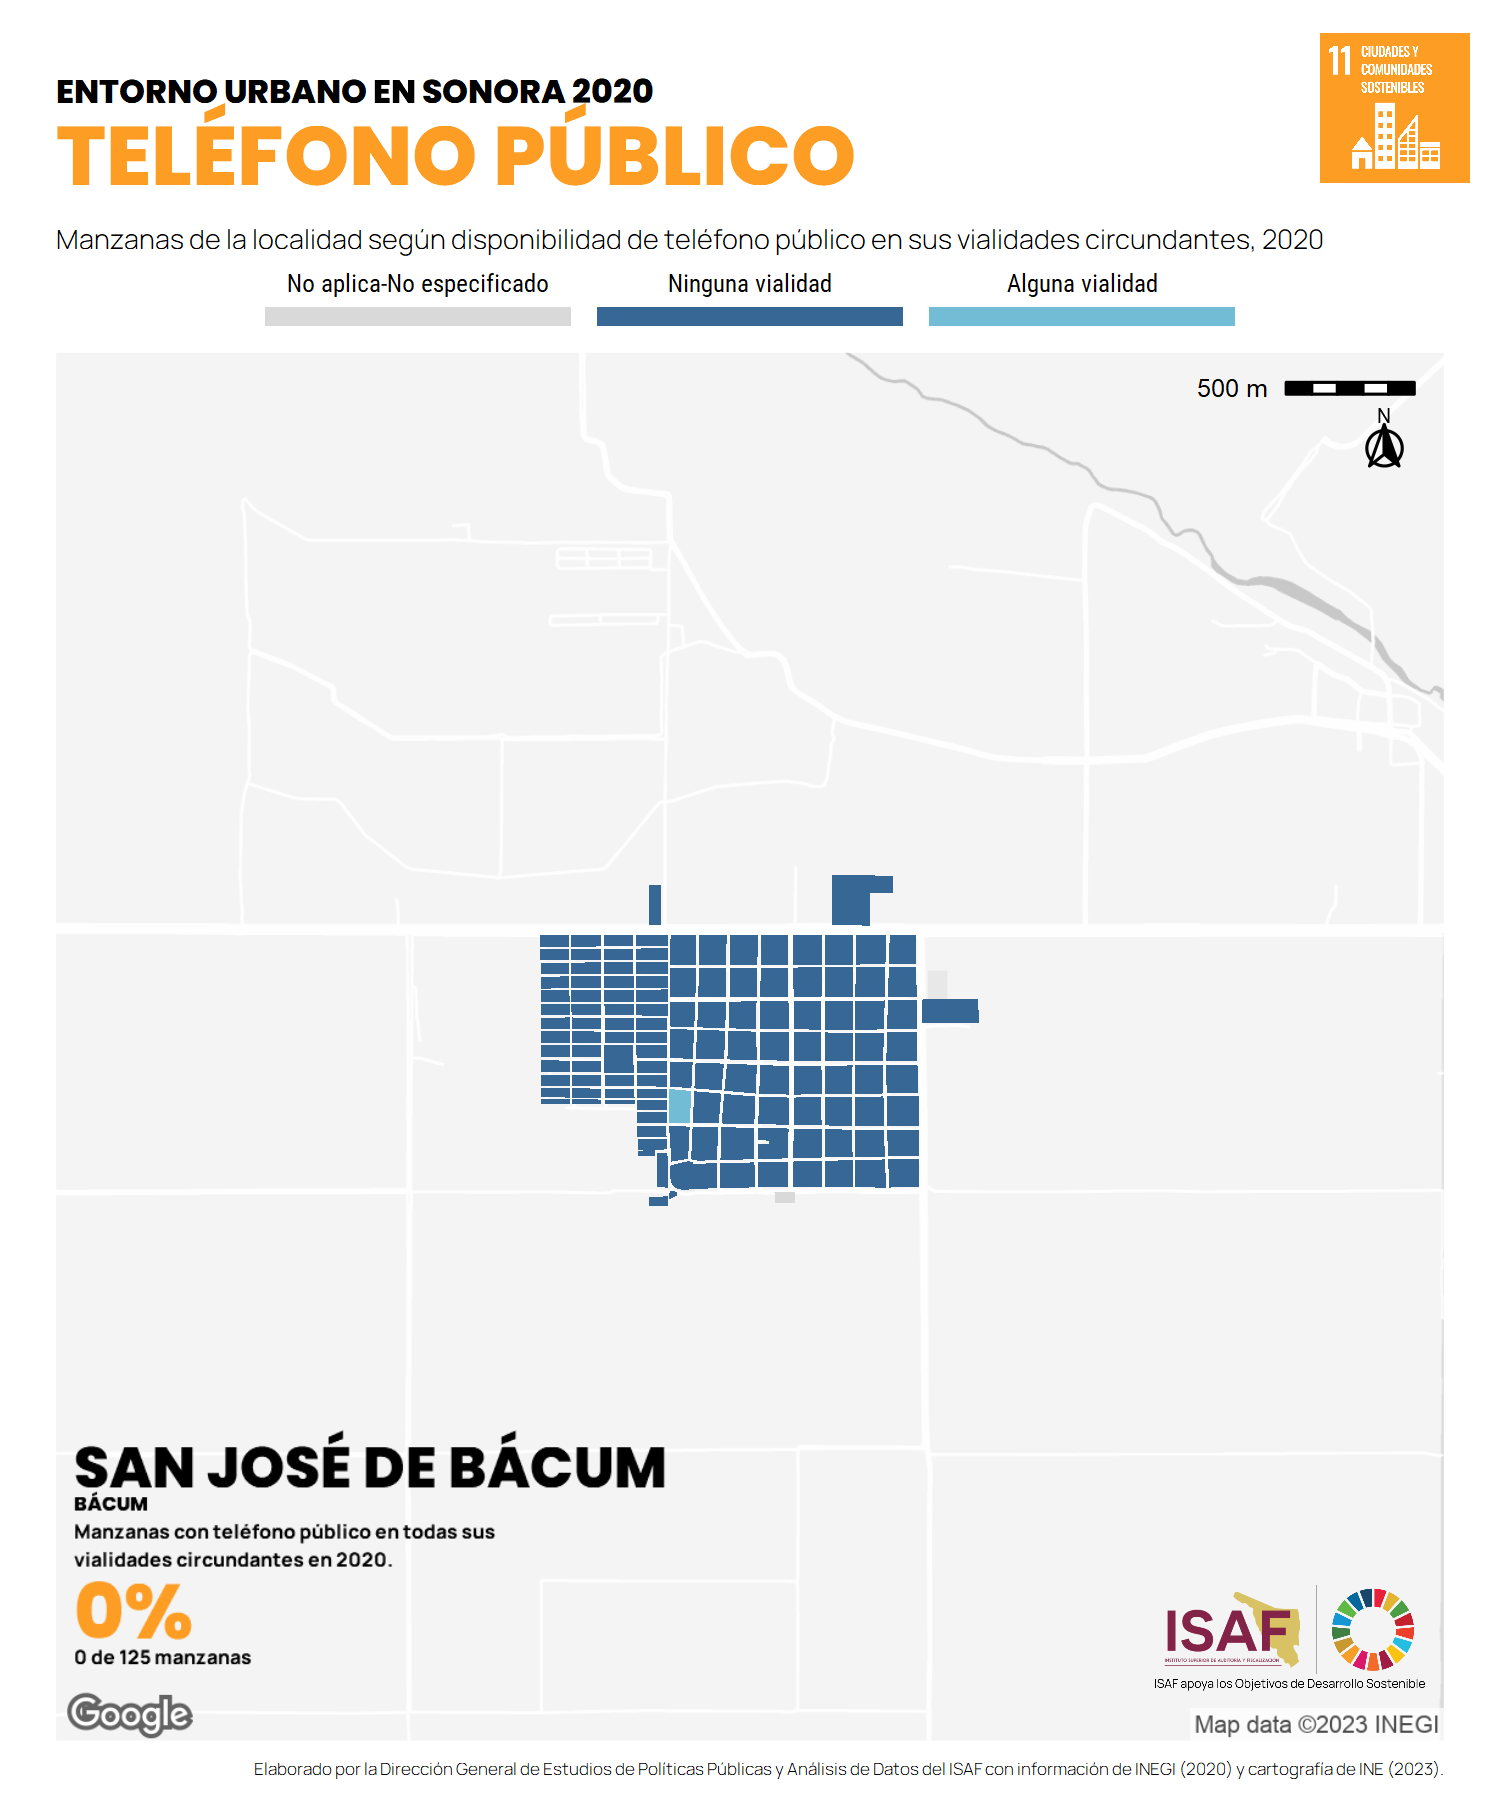 ENTORNO URBANO EN SONORA 2020
TELÉFONO PÚBLICO
11 CIUDADES Y
COMUNIDADES
SOSTENIBLES
Manzanas de la localidad según disponibilidad de teléfono público en sus vialidades circundantes, 2020
No aplica-No especificado
Ninguna vialidad
Alguna vialidad
500 m
N
SAN JOSÉ DE BÁCUM
BÁCUM
Manzanas con teléfono público en todas sus
vialidades circundantes en 2020.
0%
0 de 125 manzanas
Google
ISAF
INSTITUTO SUPERIOR DE AUDITORÍA Y FISCALIZACIÓN
ISAF apoya los Objetivos de Desarrollo Sostenible
Map data ©2023 INEGI
Elaborado por la Dirección General de Estudios de Políticas Públicas y Análisis de Datos del ISAF con información de INEGI (2020) y cartografía de INE (2023).